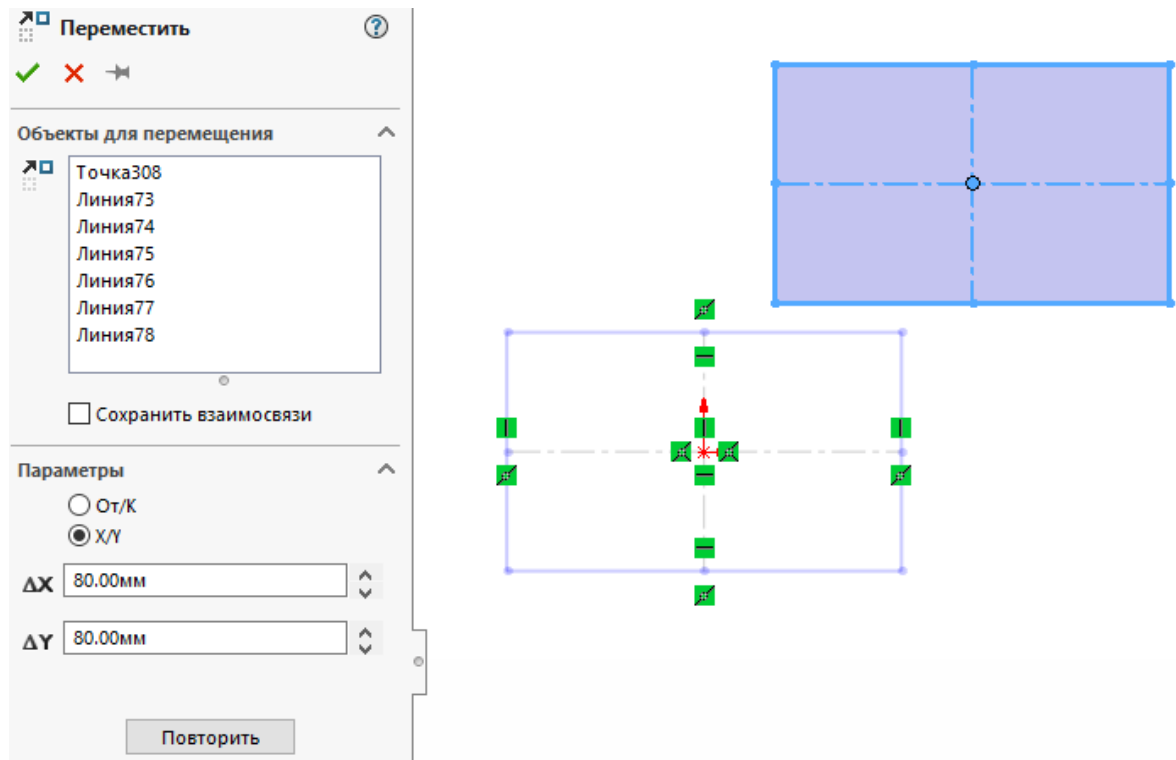 Переместить
Объекты для перемещения
Точка308
Линия73
Линия74
Линия75
Линия76
Линия77
Линия78
Сохранить взаимосвязи
Параметры
От/К
X/Y
ΔX 80.00мм
ΔY 80.00мм
Повторить